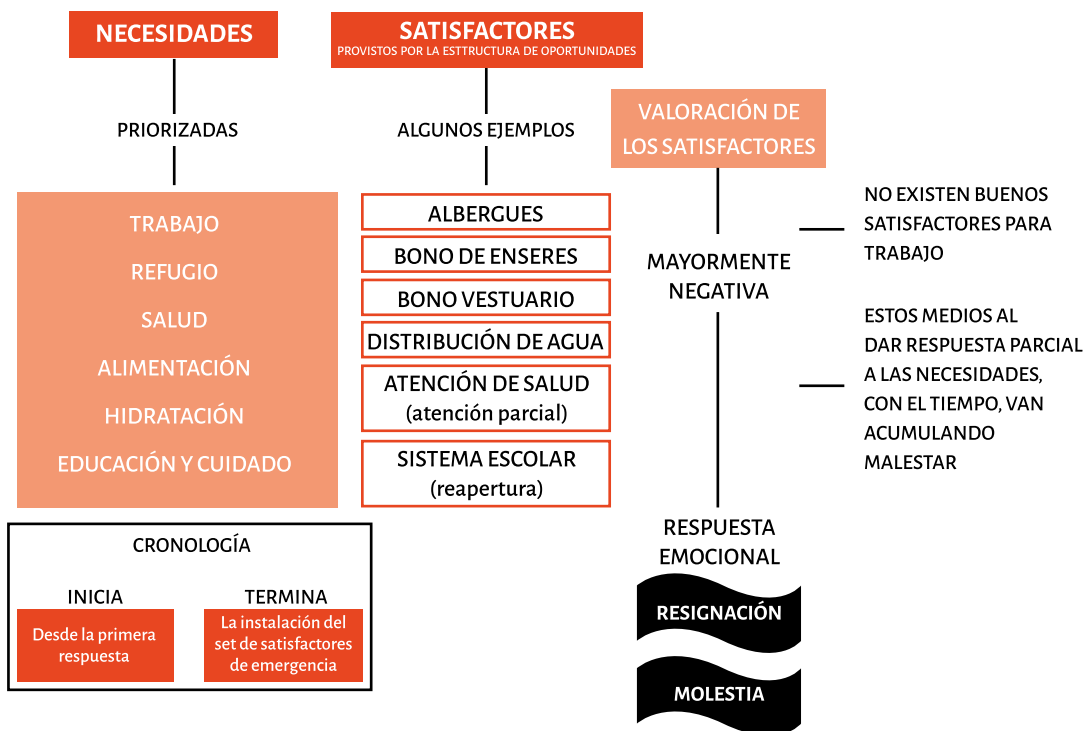 NECESIDADES
PRIORIZADAS
TRABAJO
REFUGIO
SALUD
ALIMENTACIÓN
HIDRATACIÓN
EDUCACIÓN Y CUIDADO
SATISFACTORES
PROVISTOS POR LA ESTTRUCTURA DE OPORTUNIDADES
ALGUNOS EJEMPLOS
ALBERGUES
BONO DE ENSERES
BONO VESTUARIO
DISTRIBUCIÓN DE AGUA
ATENCIÓN DE SALUD
(atención parcial)
SISTEMA ESCOLAR
(reapertura)
VALORACIÓN DE
LOS SATISFACTORES
MAYORMENTE
NEGATIVA
NO EXISTEN BUENOS
SATISFACTORES PARA
TRABAJO
ESTOS MEDIOS AL
DAR RESPUESTA PARCIAL
A LAS NECESIDADES,
CON EL TIEMPO, VAN
ACUMULANDO
MALESTAR
RESPUESTA
EMOCIONAL
RESIGNACIÓN
MOLESTIA
CRONOLOGÍA
INICIA
Desde la primera
respuesta
TERMINA
La instalación del
set de satisfactores
de emergencia